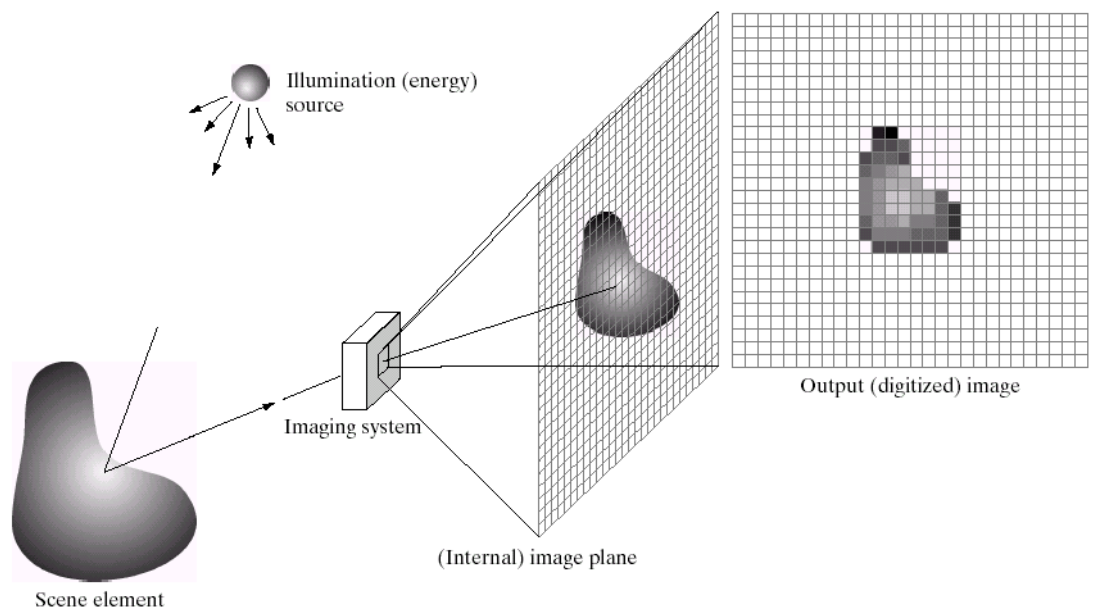 Illumination (energy)
source
Output (digitized) image
Imaging system
(Internal) image plane
Scene element